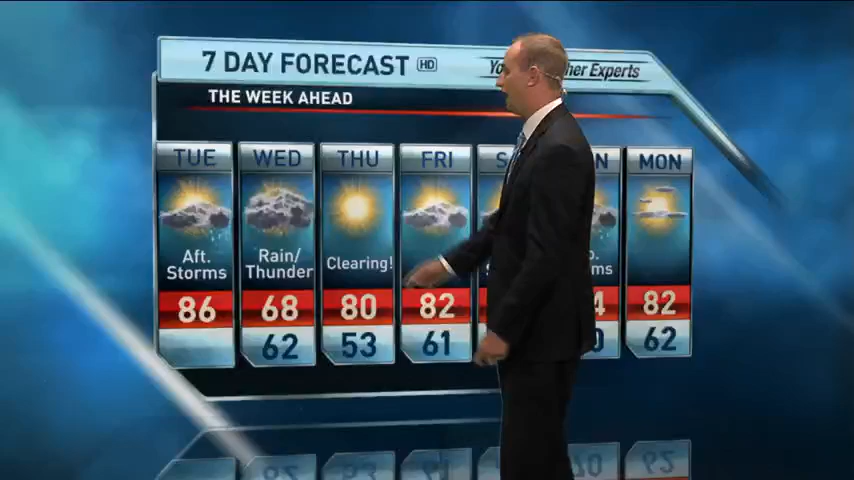 7 DAY FORECAST HD
THE WEEK AHEAD
TUE WED THU FRI MON
Aft. Storms
Rain/ Thunder
Clearing!
86 68 80 82 82
62 53 61 62